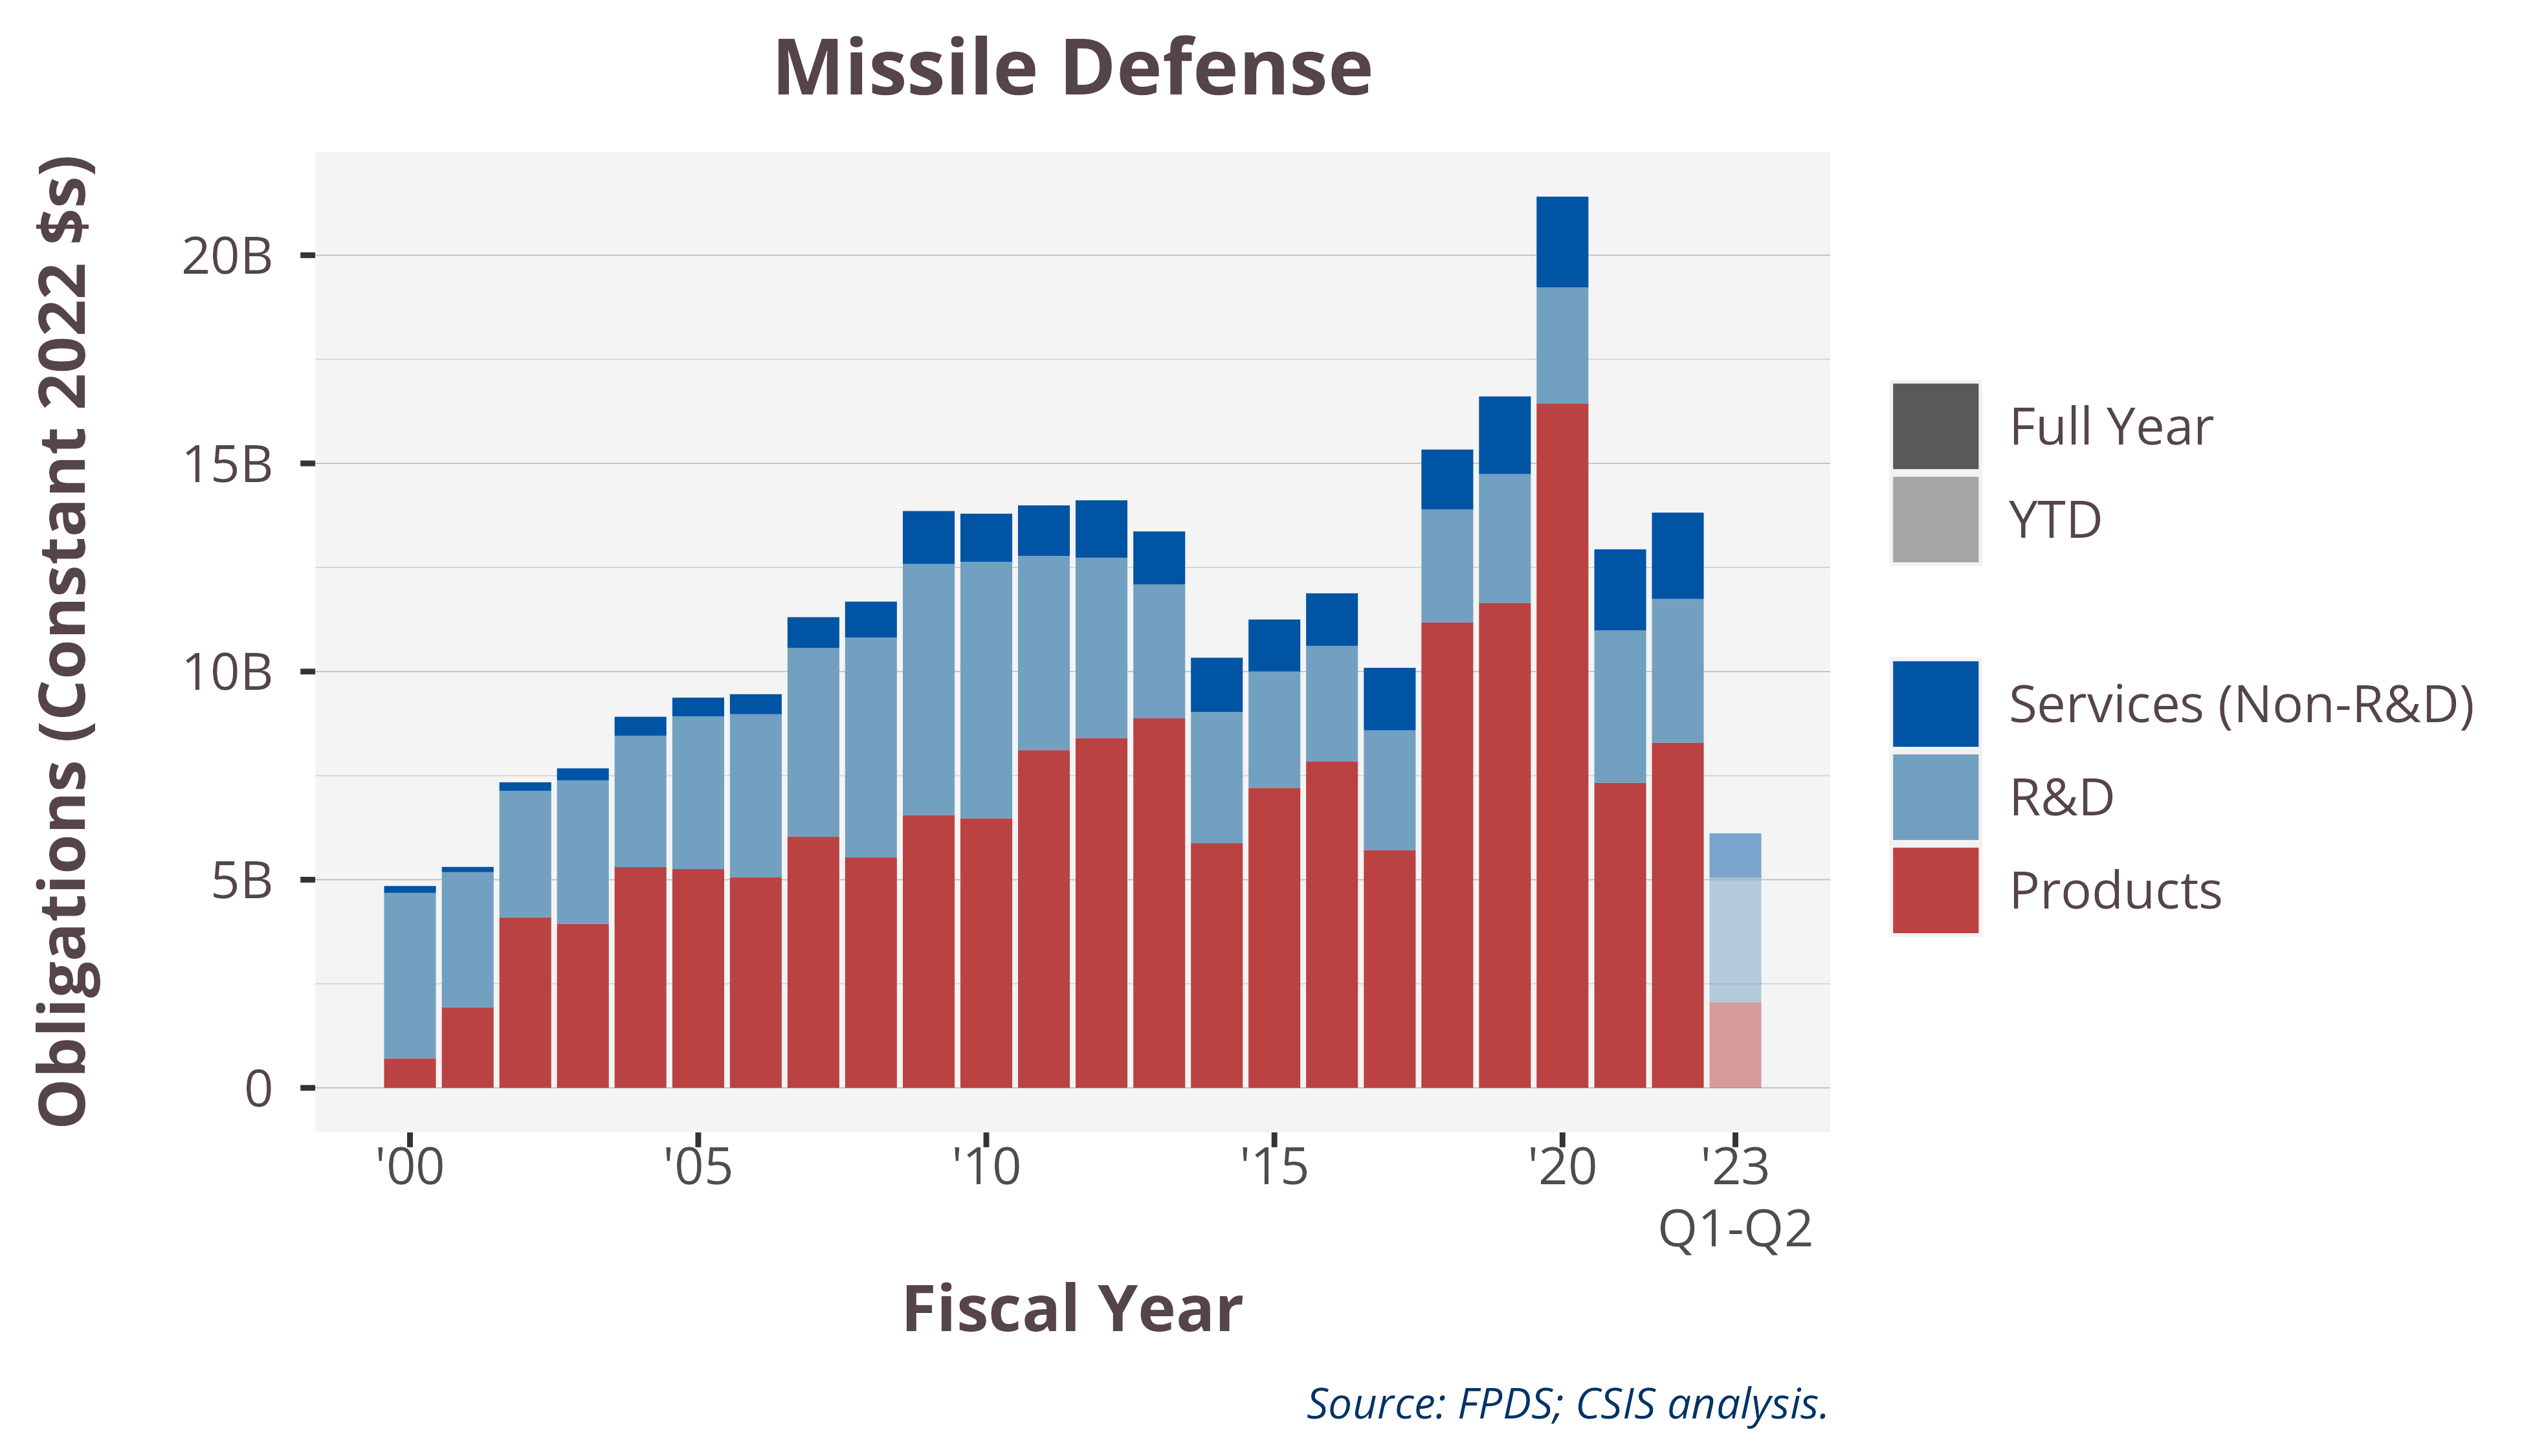 Missile Defense
Obligations (Constant 2022 $s)
20B
15B
10B
5B
0
'00
'05
'10
'15
'20
'23
Q1-Q2
Fiscal Year
Full Year
YTD
Services (Non-R&D)
R&D
Products
Source: FPDS; CSIS analysis.